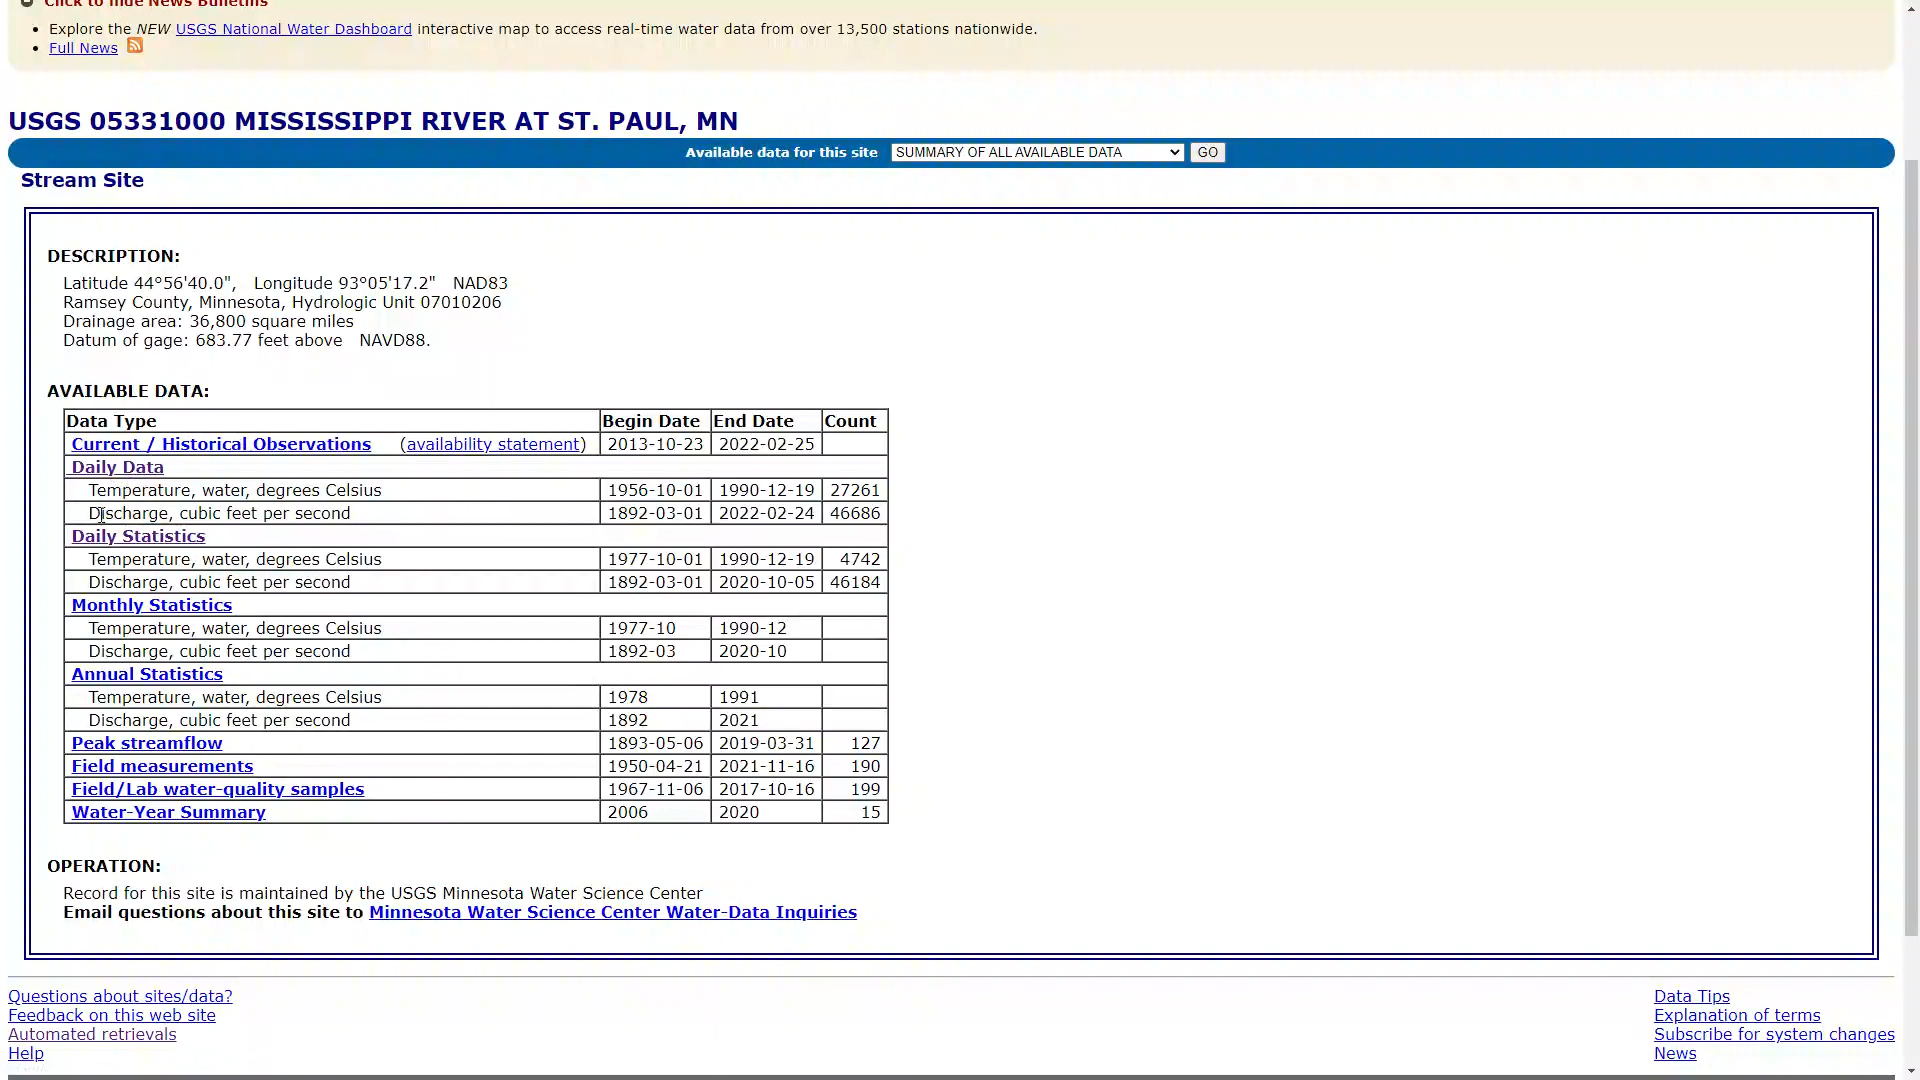 Click to hide News Bulletins
Explore the NEW USGS National Water Dashboard interactive map to access real-time water data from over 13,500 stations nationwide.
Full News
USGS 05331000 MISSISSIPPI RIVER AT ST. PAUL, MN
Available data for this site SUMMARY OF ALL AVAILABLE DATA GO
Stream Site
DESCRIPTION:
Latitude 44°56'40.0", Longitude 93°05'17.2" NAD83
Ramsey County, Minnesota, Hydrologic Unit 07010206
Drainage area: 36,800 square miles
Datum of gage: 683.77 feet above NAVD88.
AVAILABLE DATA:
Data Type Begin Date End Date Count
Current / Historical Observations (availability statement) 2013-10-23 2022-02-25
Daily Data
Temperature, water, degrees Celsius 1956-10-01 1990-12-19 27261
Discharge, cubic feet per second 1892-03-01 2022-02-24 46686
Daily Statistics
Temperature, water, degrees Celsius 1977-10-01 1990-12-19 4742
Discharge, cubic feet per second 1892-03-01 2020-10-05 46184
Monthly Statistics
Temperature, water, degrees Celsius 1977-10 1990-12
Discharge, cubic feet per second 1892-03 2020-10
Annual Statistics
Temperature, water, degrees Celsius 1978 1991
Discharge, cubic feet per second 1892 2021
Peak streamflow 1893-05-06 2019-03-31 127
Field measurements 1950-04-21 2021-11-16 190
Field/Lab water-quality samples 1967-11-06 2017-10-16 199
Water-Year Summary 2006 2020 15
OPERATION:
Record for this site is maintained by the USGS Minnesota Water Science Center
Email questions about this site to Minnesota Water Science Center Water-Data Inquiries
Questions about sites/data?
Feedback on this web site
Automated retrievals
Help
Data Tips
Explanation of terms
Subscribe for system changes
News